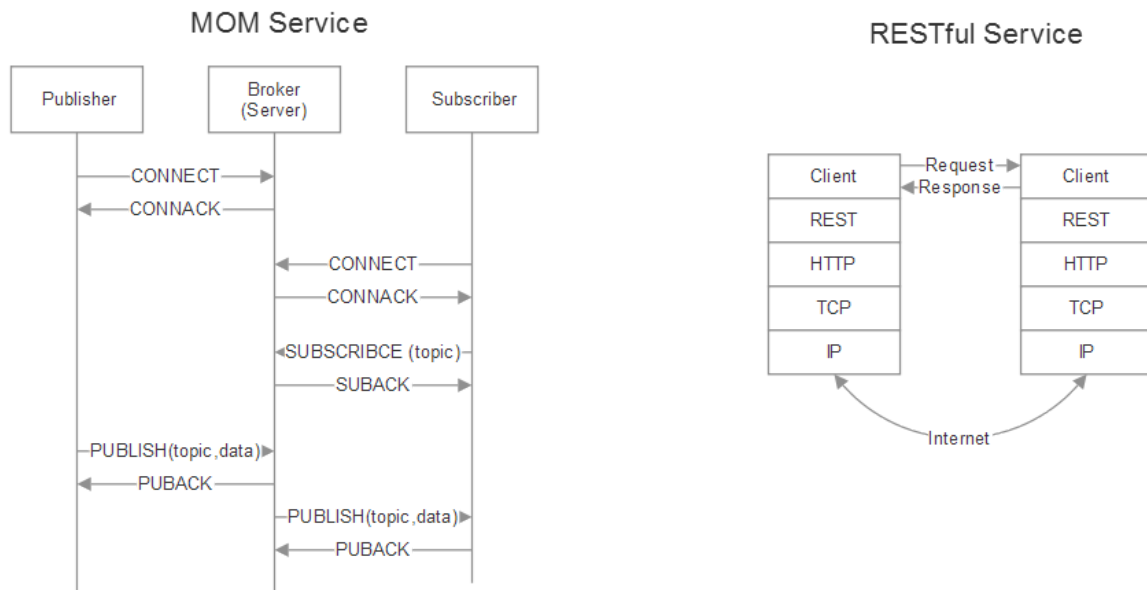 MOM Service
Publisher
Broker
(Server)
Subscriber
CONNECT
CONNACK
CONNECT
CONNACK
SUBSCRIBCE (topic)
SUBACK
PUBLISH(topic,data)
PUBACK
PUBLISH(topic,data)
PUBACK
RESTful Service
Client
REST
HTTP
TCP
IP
Request
Response
Client
REST
HTTP
TCP
IP
Internet